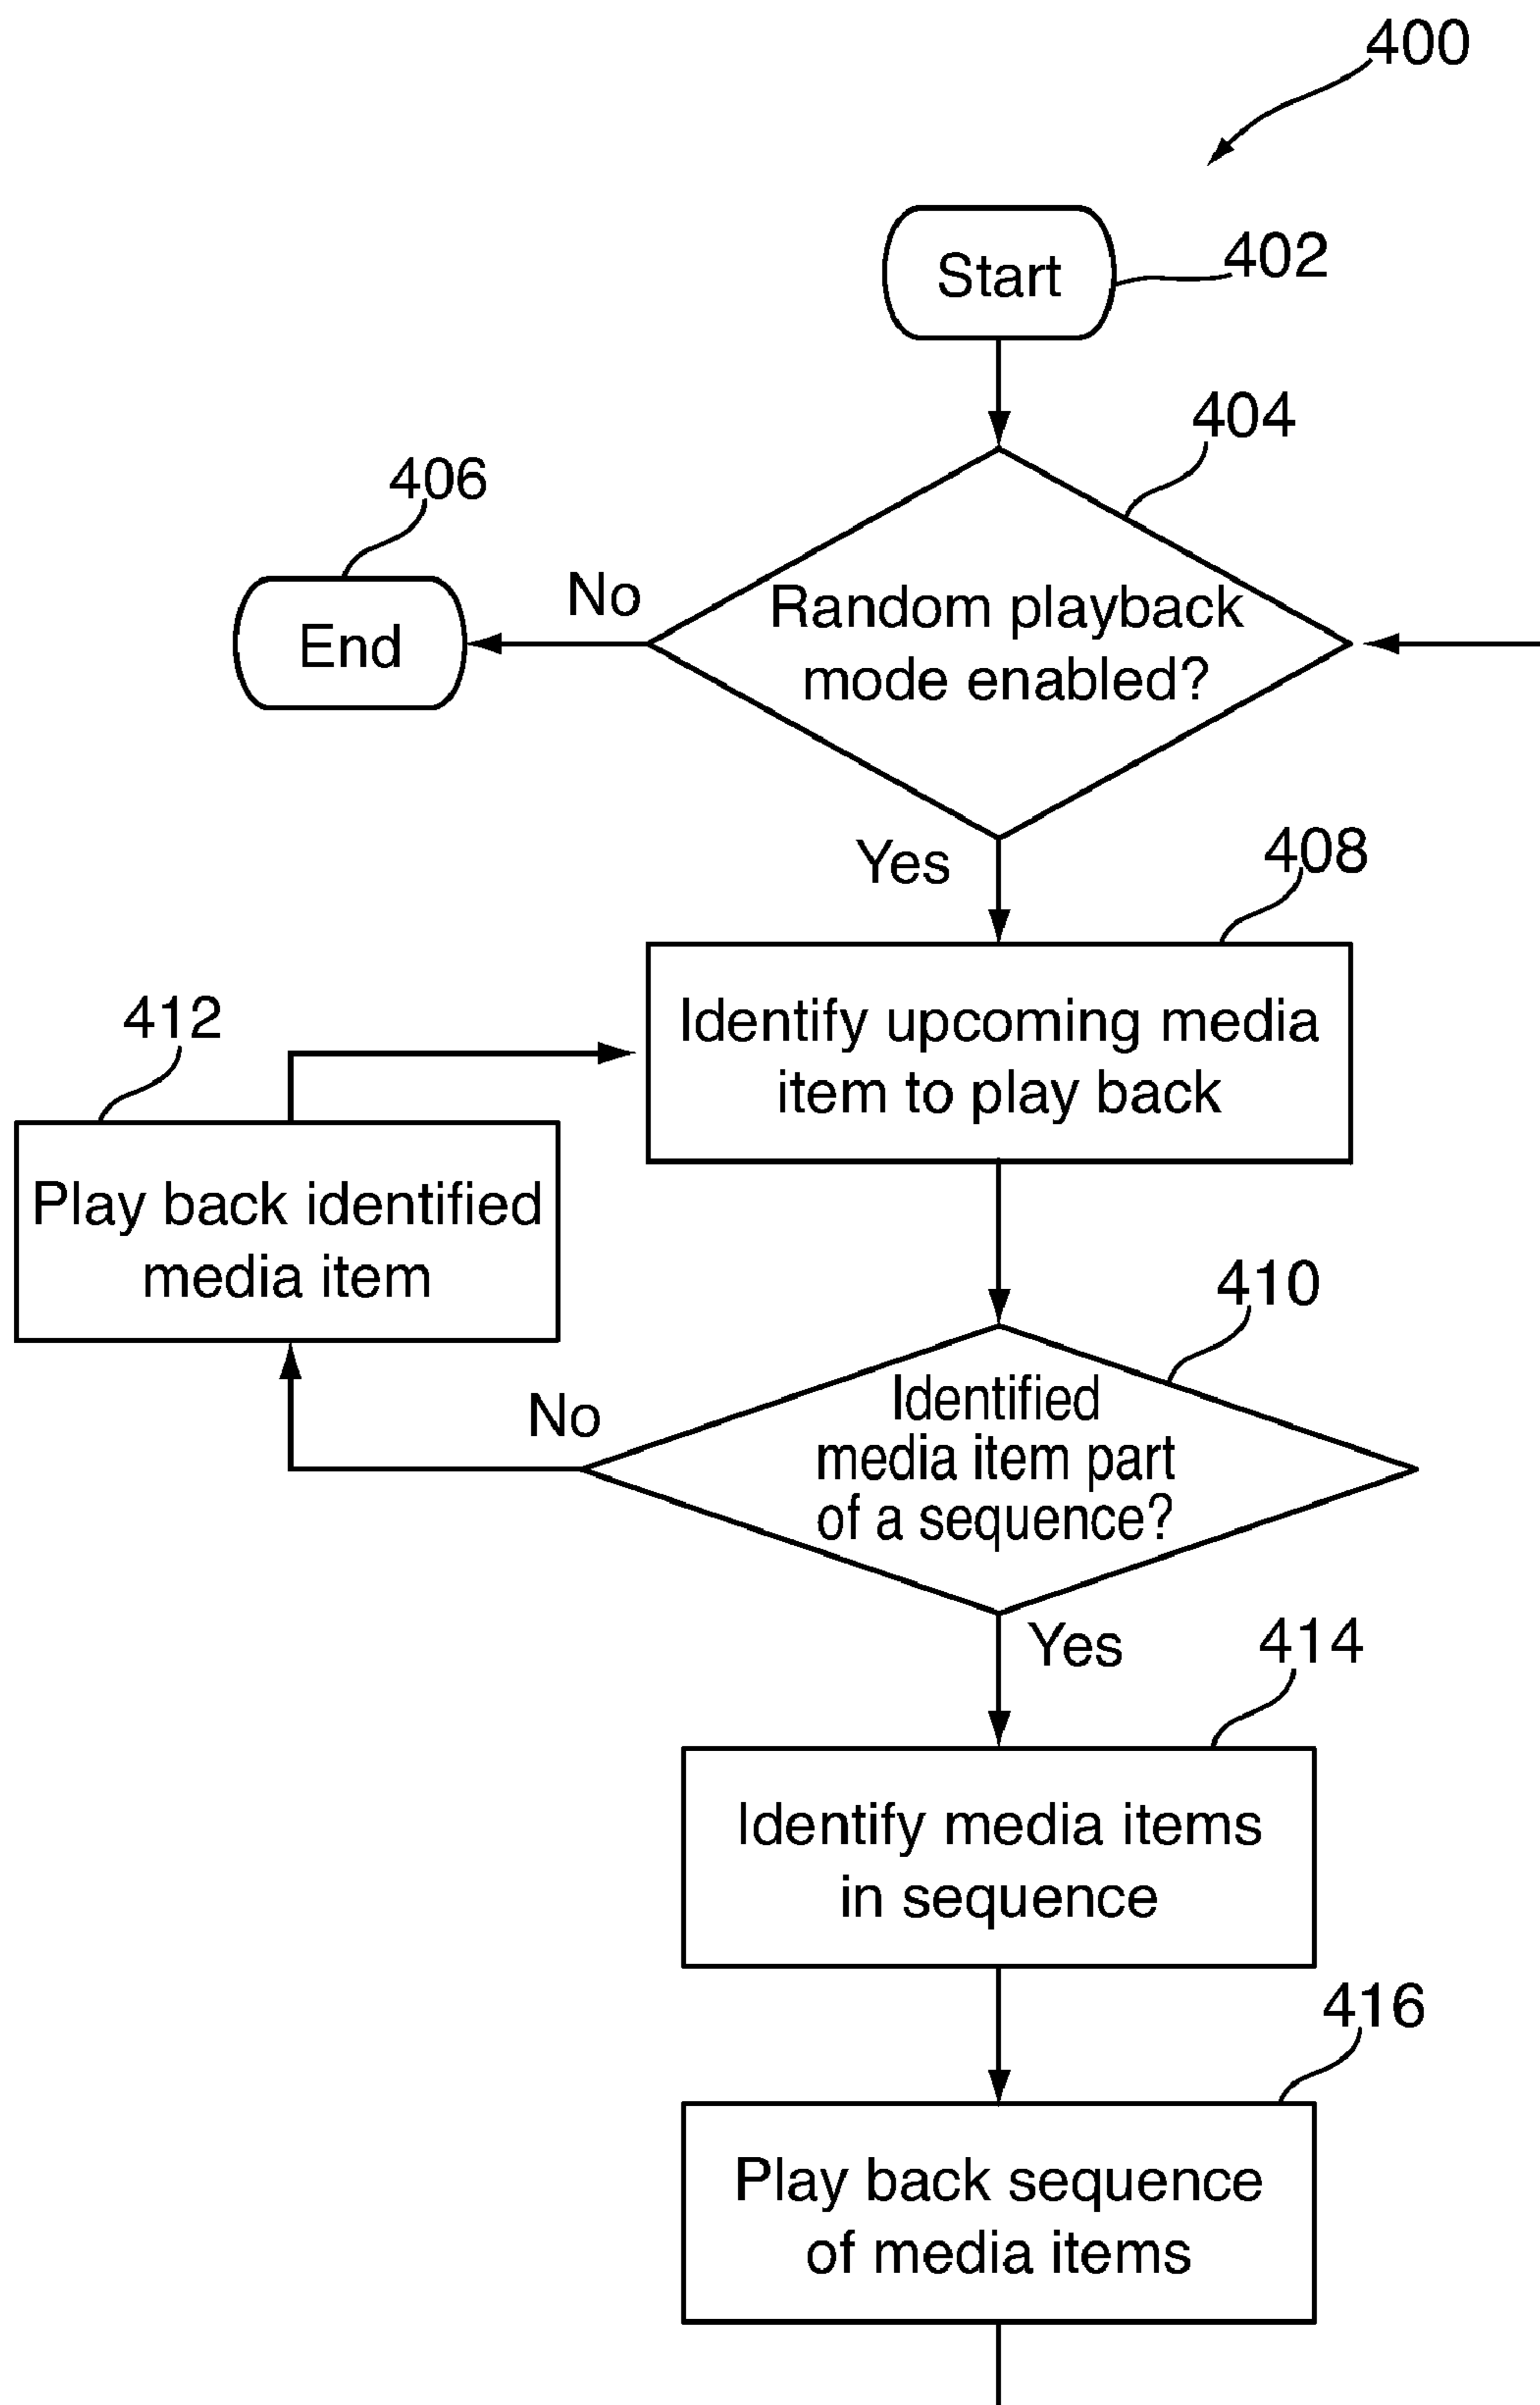 400
Start
402
404
406
No
Random playback
mode enabled?
End
Yes
408
Identify upcoming media
item to play back
412
Play back identified
media item
410
Identified
media item part
of a sequence?
No
Yes
414
Identify media items
in sequence
416
Play back sequence
of media items